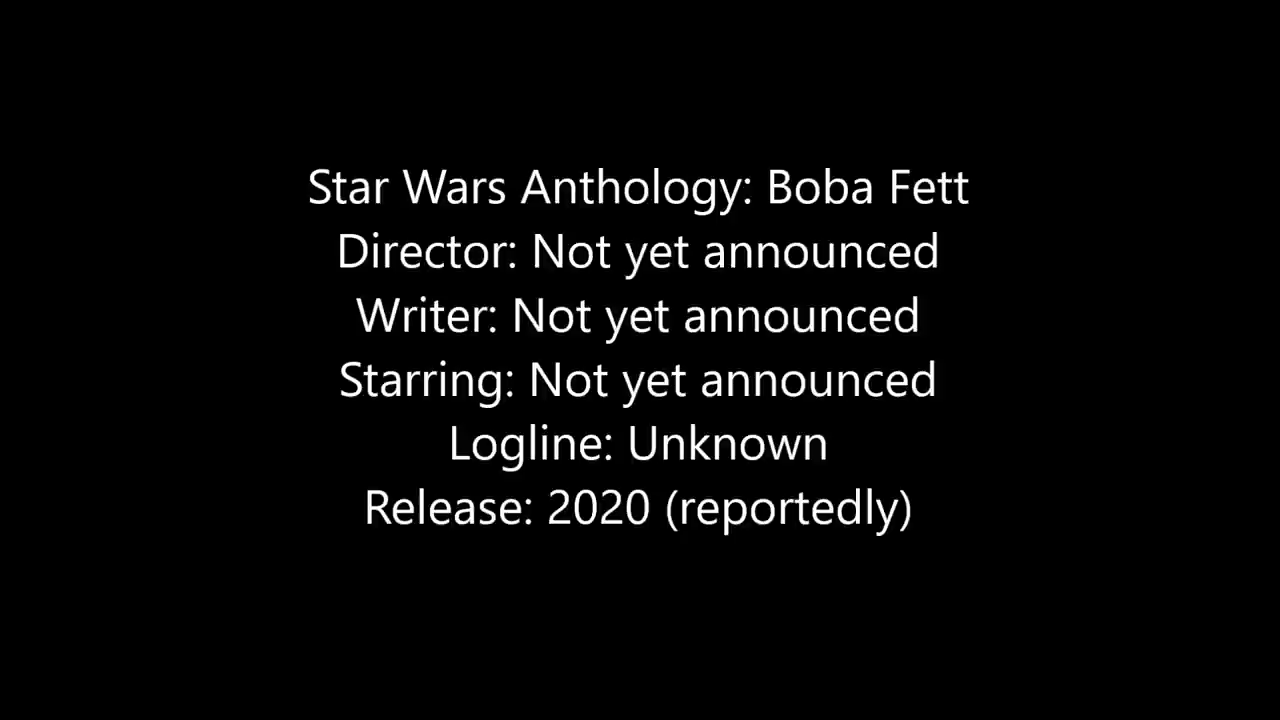 Star Wars Anthology: Boba Fett
Director: Not yet announced
Writer: Not yet announced
Starring: Not yet announced
Logline: Unknown
Release: 2020 (reportedly)